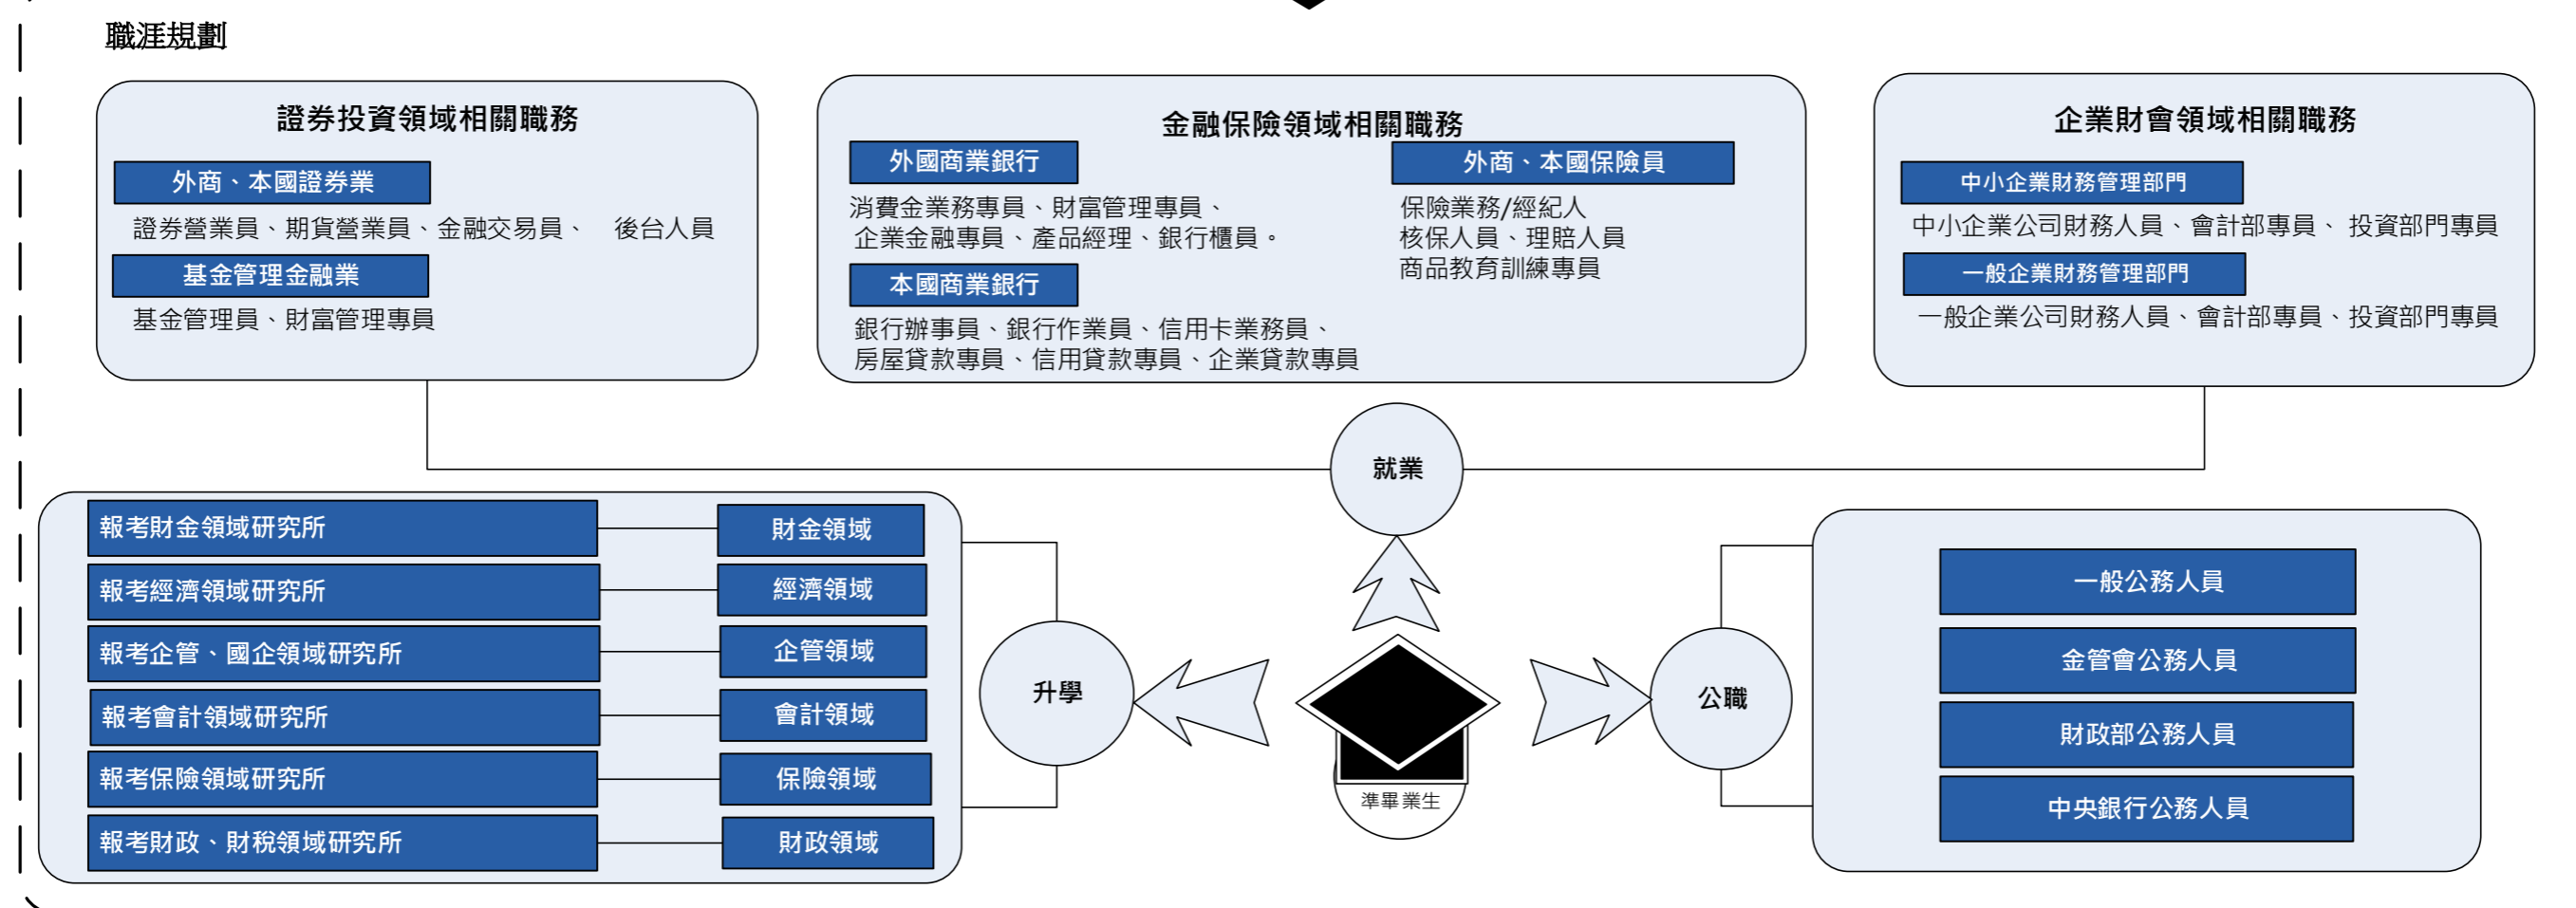 職涯規劃
證券投資領域相關職務
外商、本國證券業
證券營業員、期貨營業員、金融交易員、 後台人員
基金管理金融業
基金管理員、財富管理專員
金融保險領域相關職務
外國商業銀行
消費金業務專員、財富管理專員、
企業金融專員、產品經理、銀行櫃員。
本國商業銀行
銀行辦事員、銀行作業員、信用卡業務員、
房屋貸款專員、信用貸款專員、企業貸款專員
外商、本國保險員
保險業務/經紀人
核保人員、理賠人員
商品教育訓練專員
企業財會領域相關職務
中小企業財務管理部門
中小企業公司財務人員、會計部專員、 投資部門專員
一般企業財務管理部門
一般企業公司財務人員、會計部專員、投資部門專員
就業
報考財金領域研究所
財金領域
報考經濟領域研究所
經濟領域
報考企管、國企領域研究所
企管領域
報考會計領域研究所
會計領域
報考保險領域研究所
保險領域
報考財政、財稅領域研究所
財政領域
升學
準畢業生
公職
一般公務人員
金管會公務人員
財政部公務人員
中央銀行公務人員